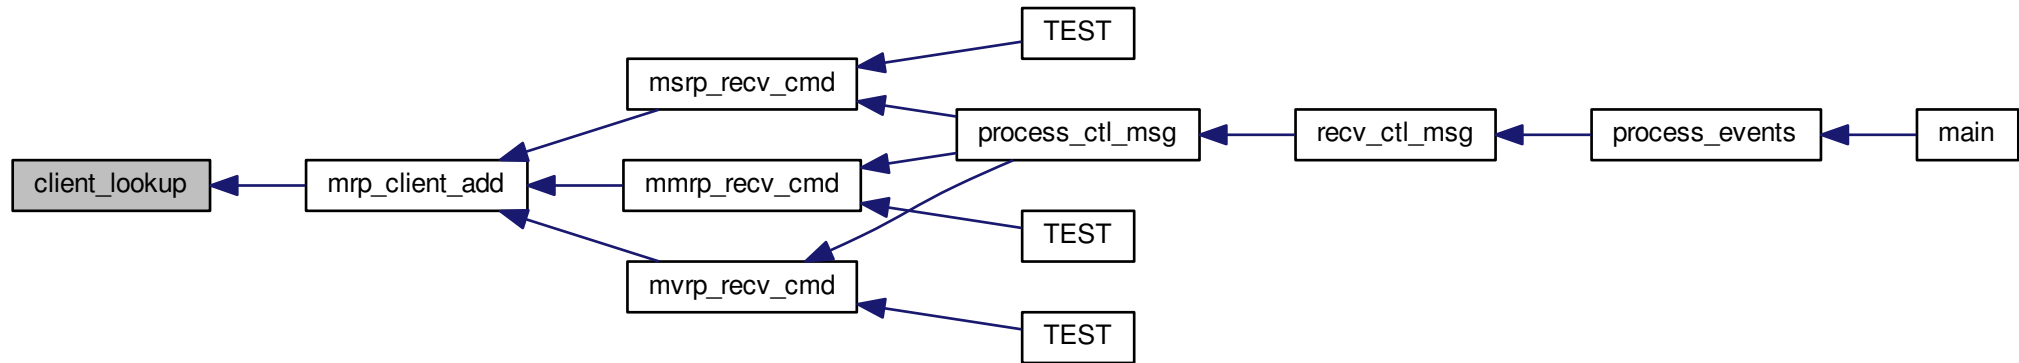 TEST
msrp_recv_cmd
process_ctl_msg
recv_ctl_msg
process_events
main
client_lookup
mrp_client_add
mmrp_recv_cmd
TEST
mvrp_recv_cmd
TEST